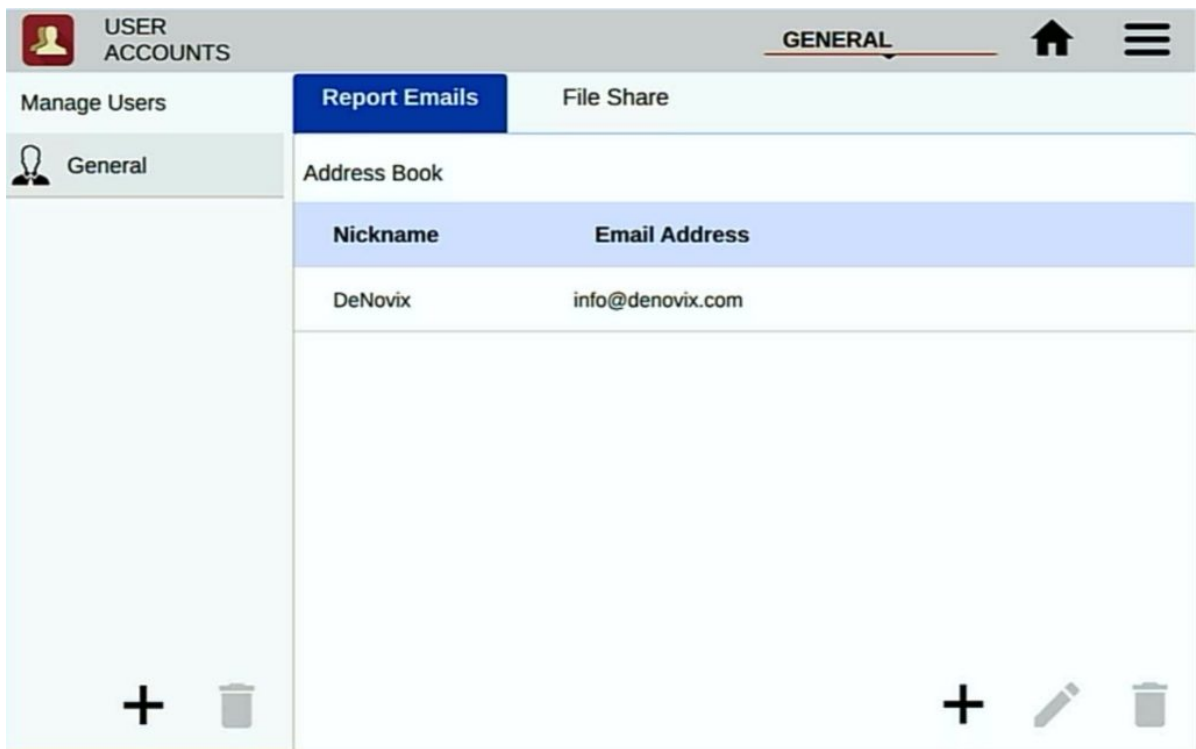 USER
ACCOUNTS
GENERAL
Manage Users
Report Emails
File Share
General
Address Book
Nickname
Email Address
DeNovix
info@denovix.com